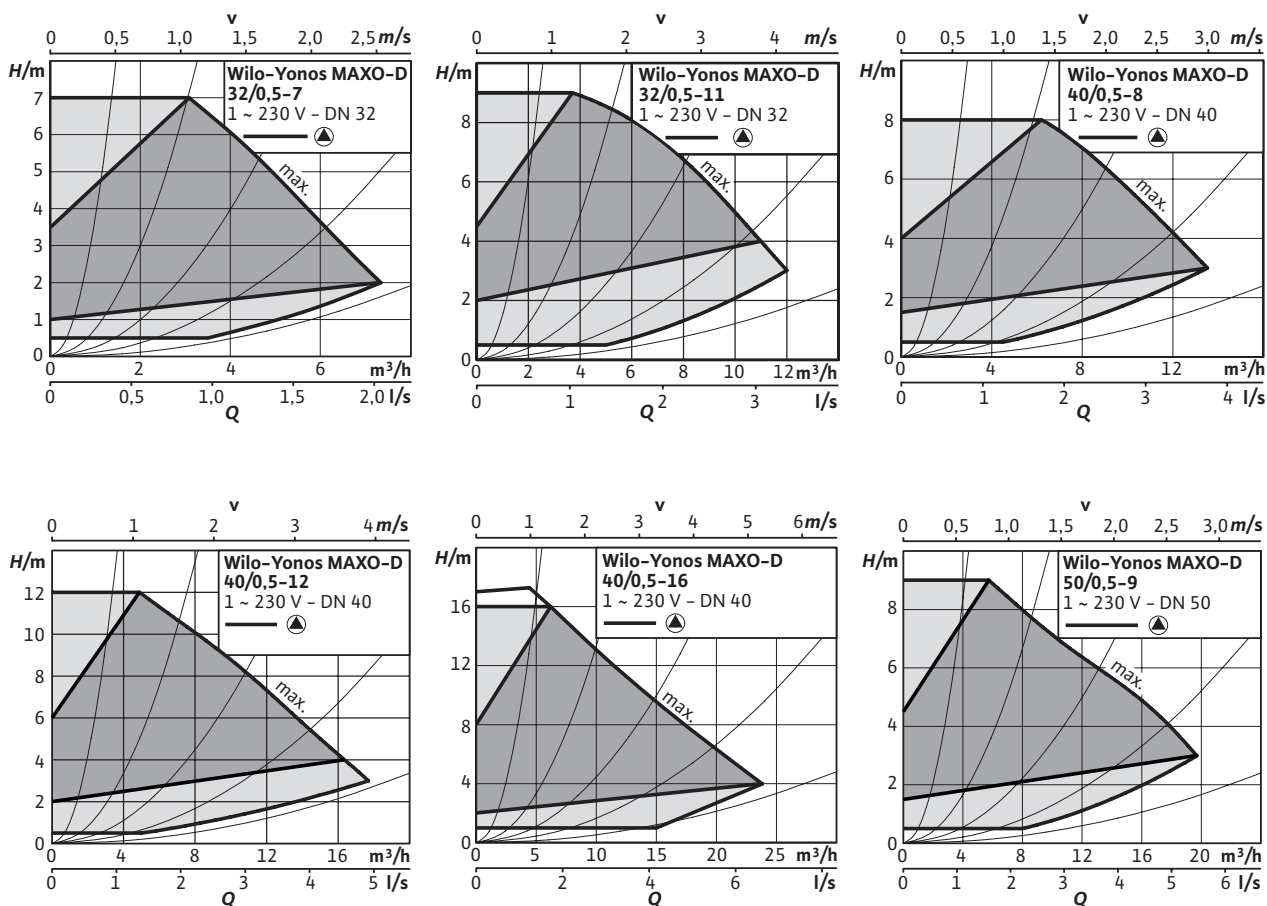 v
0 0,5 1,0 1,5 2,0 2,5 m/s
H/m
Wilo-Yonos MAXO-D
32/0,5-7
1 ~ 230 V – DN 32
max.
7
6
5
4
3
2
1
0
0 2 4 6 m³/h
0 0,5 1,0 1,5 2,0 l/s
Q
v
0 1 2 3 4 m/s
H/m
Wilo-Yonos MAXO-D
32/0,5-11
1 ~ 230 V – DN 32
max.
8
6
4
2
0
0 2 4 6 8 10 12 m³/h
0 1 2 3 l/s
Q
v
0 0,5 1,0 1,5 2,0 2,5 3,0 m/s
H/m
Wilo-Yonos MAXO-D
40/0,5-8
1 ~ 230 V – DN 40
max.
8
6
4
2
0
0 4 8 12 m³/h
0 1 2 3 4 l/s
Q
v
0 1 2 3 4 m/s
H/m
Wilo-Yonos MAXO-D
40/0,5-12
1 ~ 230 V – DN 40
max.
12
10
8
6
4
2
0
0 4 8 12 16 m³/h
0 1 2 3 4 5 l/s
Q
v
0 1 2 3 4 5 6 m/s
H/m
Wilo-Yonos MAXO-D
40/0,5-16
1 ~ 230 V – DN 40
max.
16
12
8
4
0
0 5 10 15 20 25 m³/h
0 2 4 6 l/s
Q
v
0 0,5 1,0 1,5 2,0 2,5 3,0 m/s
H/m
Wilo-Yonos MAXO-D
50/0,5-9
1 ~ 230 V – DN 50
max.
8
6
4
2
0
0 4 8 12 16 20 m³/h
0 1 2 3 4 5 6 l/s
Q